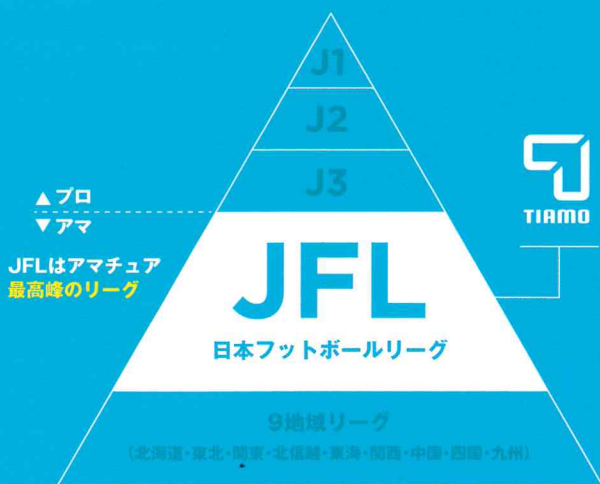 J1
J2
J3
▲プロ
▼アマ
JFLはアマチュア
最高峰のリーグ
JFL
日本フットボールリーグ
TIAMO
9地域リーグ
(北海道・東北・関東・北信越・東海・関西・中国・四国・九州)